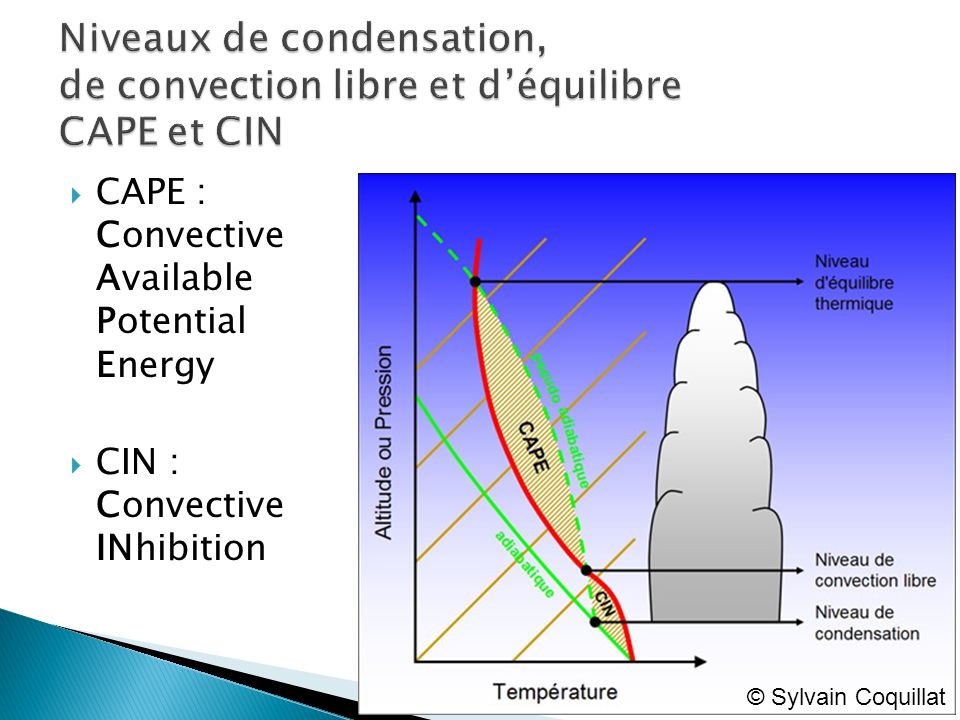 Niveaux de condensation,
de convection libre et d’équilibre
CAPE et CIN
CAPE :
Convective
Available
Potential
Energy
CIN :
Convective
INhibition
Altitude ou Pression
Niveau
d'équilibre
thermique
pseudo adiabatique
CAPE
adiabatique
CIN
Niveau de
convection libre
Niveau de
condensation
Température
© Sylvain Coquillat